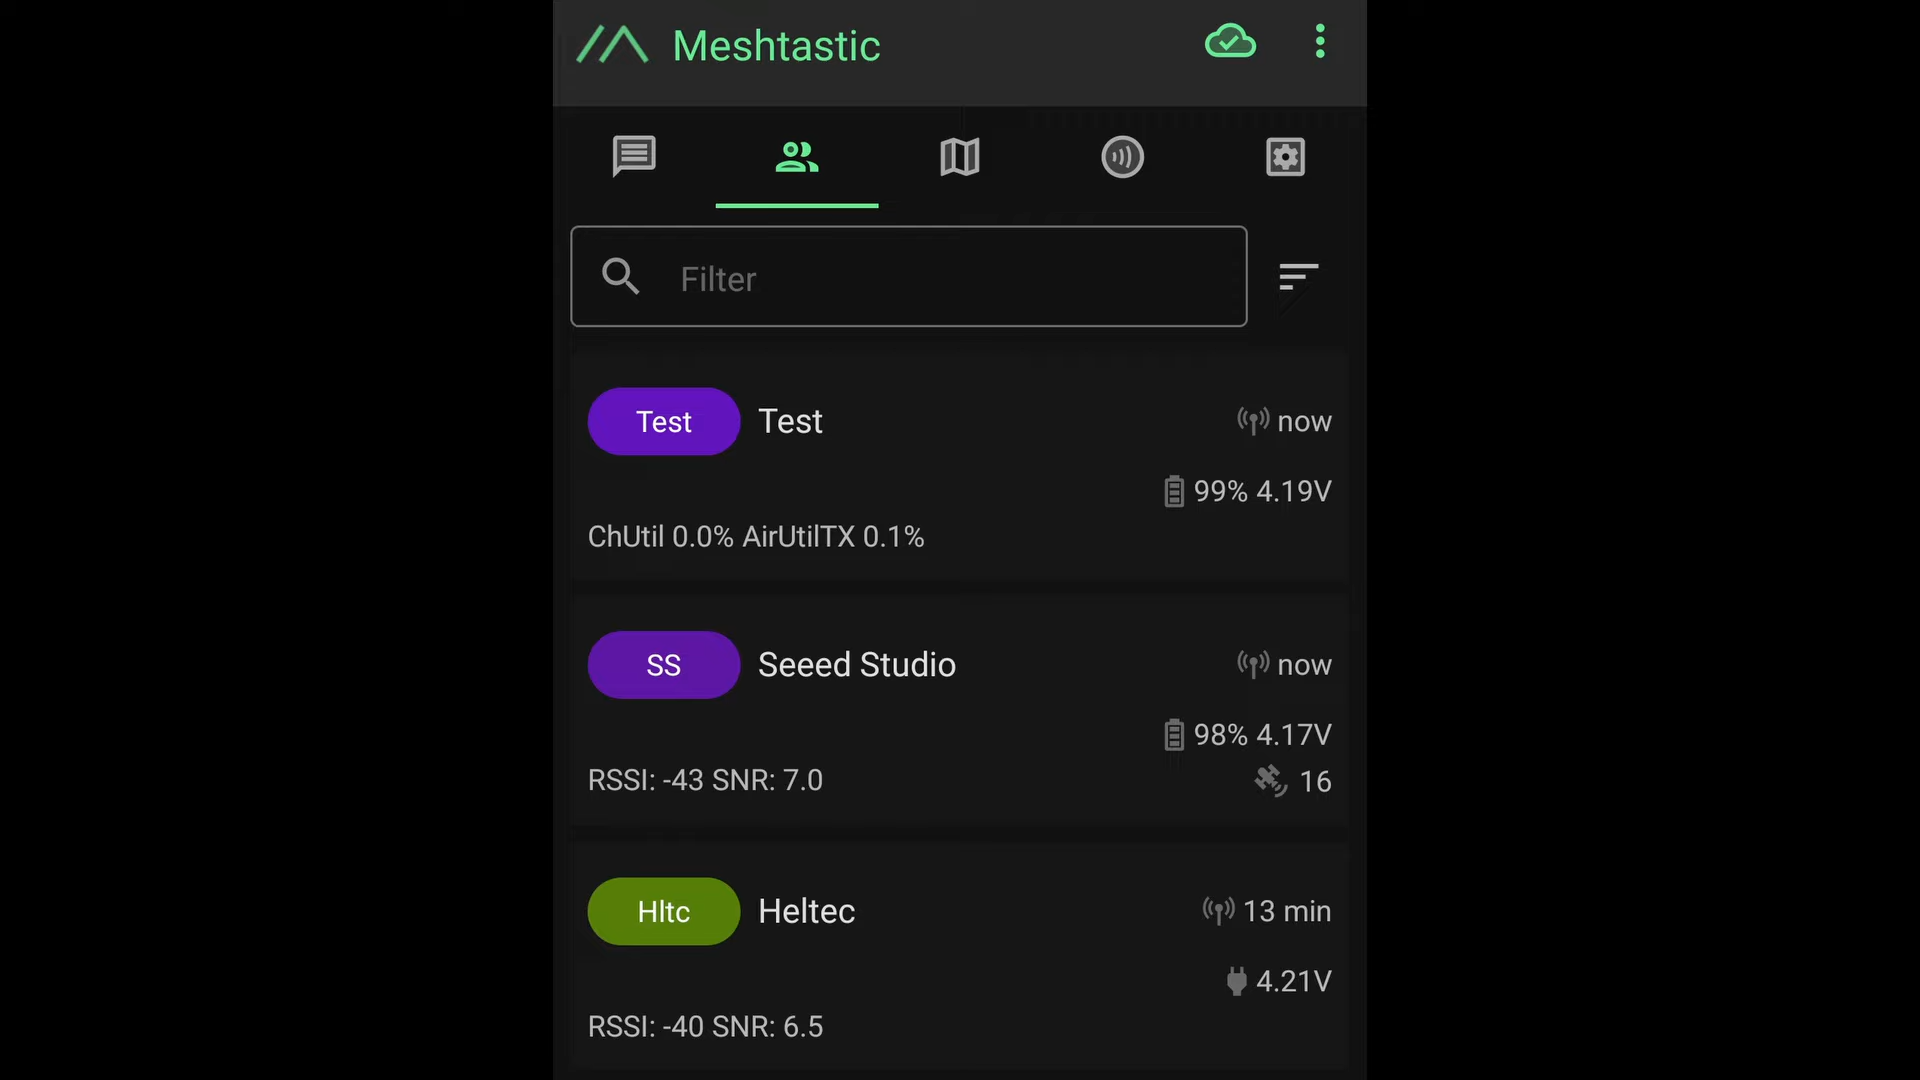 Meshtastic
Filter
Test Test now
99% 4.19V
ChUtil 0.0% AirUtilTX 0.1%
SS Seeed Studio now
98% 4.17V
RSSI: -43 SNR: 7.0 16
Hltc Heltec 13 min
4.21V
RSSI: -40 SNR: 6.5